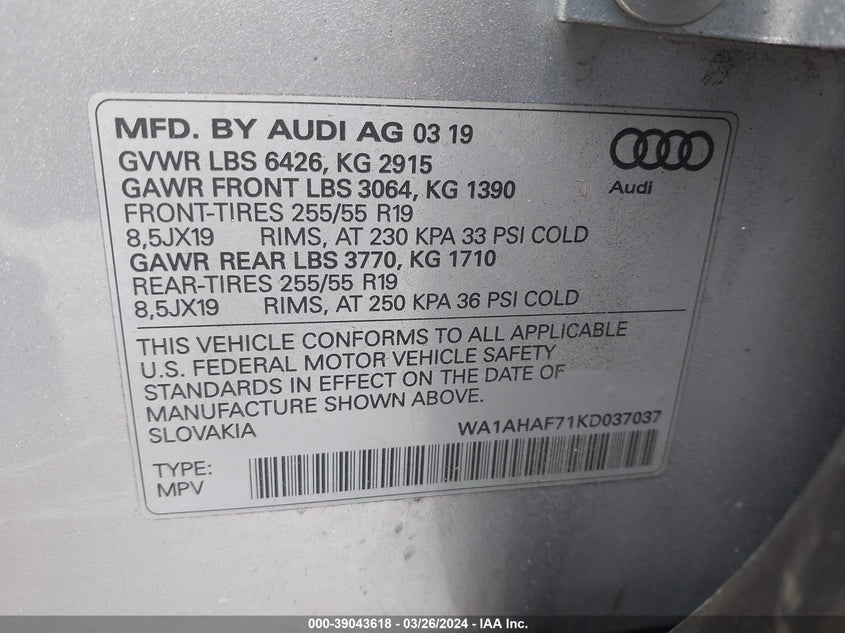 MFD. BY AUDI AG 03 19
GVWR LBS 6426, KG 2915
GAWR FRONT LBS 3064, KG 1390
FRONT-TIRES 255/55 R19
8,5JX19 RIMS, AT 230 KPA 33 PSI COLD
GAWR REAR LBS 3770, KG 1710
REAR-TIRES 255/55 R19
8,5JX19 RIMS, AT 250 KPA 36 PSI COLD
Audi
THIS VEHICLE CONFORMS TO ALL APPLICABLE
U.S. FEDERAL MOTOR VEHICLE SAFETY
STANDARDS IN EFFECT ON THE DATE OF
MANUFACTURE SHOWN ABOVE.
SLOVAKIA WA1AHAF71KD037037
TYPE:
MPV
000-39043618 - 03/26/2024 - IAAI.COM